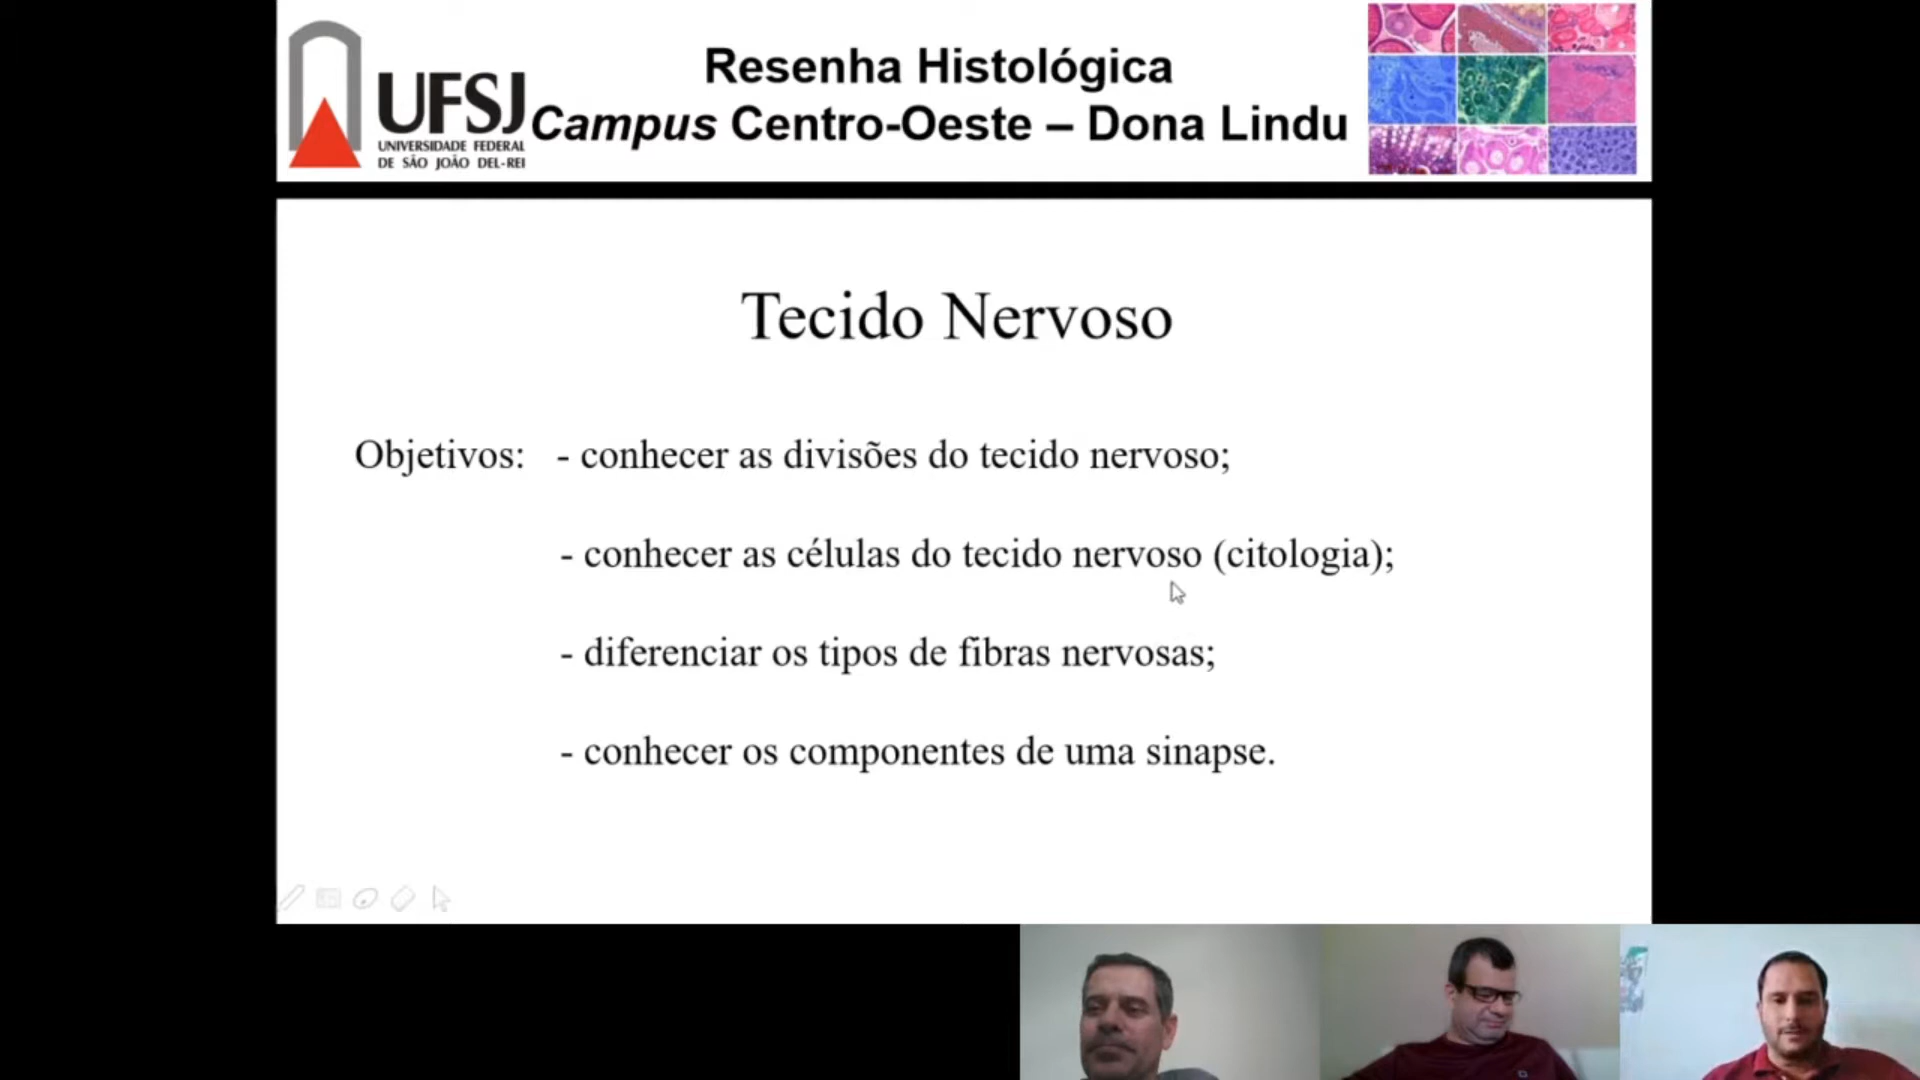 UFSJ
UNIVERSIDADE FEDERAL
DE SÃO JOÃO DEL-REI
Resenha Histológica
Campus Centro-Oeste – Dona Lindu
Tecido Nervoso
Objetivos: - conhecer as divisões do tecido nervoso;
- conhecer as células do tecido nervoso (citologia);
- diferenciar os tipos de fibras nervosas;
- conhecer os componentes de uma sinapse.